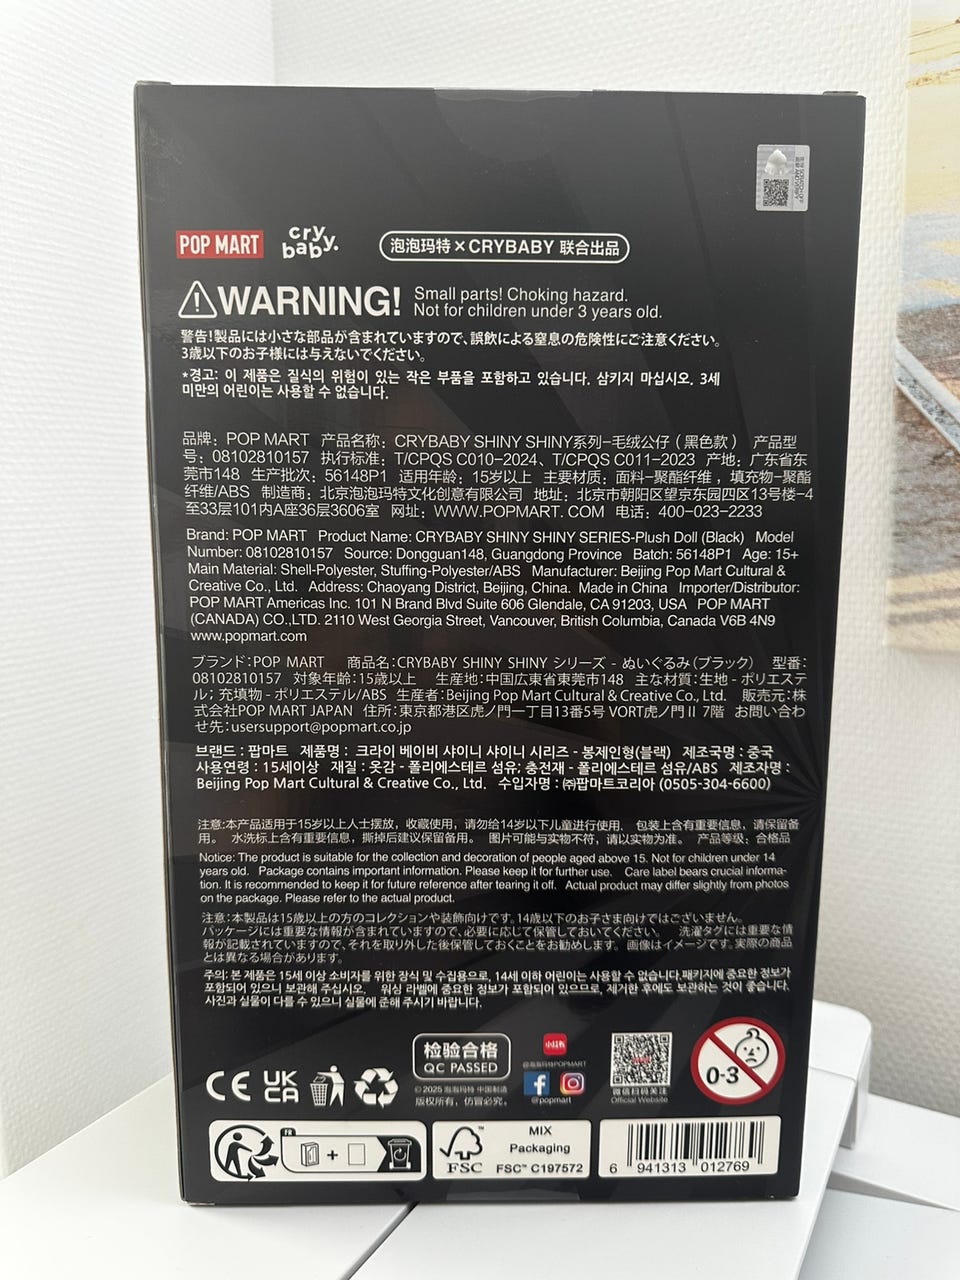 POP MART
cry
baby.
泡泡玛特×CRYBABY 联合出品
WARNING!
Small parts! Choking hazard.
Not for children under 3 years old.
警告!製品には小さな部品が含まれていますので、誤飲による窒息の危険性にご注意ください。
3歳以下のお子様には与えないでください。
*경고: 이 제품은 질식의 위험이 있는 작은 부품을 포함하고 있습니다. 삼키지 마십시오. 3세
미만의 어린이는 사용할 수 없습니다.
品牌：POP MART 产品名称：CRYBABY SHINY SHINY系列-毛绒公仔（黑色款） 产品型
号：08102810157 执行标准：T/CPQS C010-2024、T/CPQS C011-2023 产地：广东省东
莞市148 生产批次：56148P1 适用年龄：15岁以上 主要材质：面料-聚酯纤维，填充物-聚酯
纤维/ABS 制造商：北京泡泡玛特文化创意有限公司 地址：北京市朝阳区望京东园四区13号楼-4
至33层101内A座36层3606室 网址：WWW.POPMART.COM 电话：400-023-2233
Brand: POP MART Product Name: CRYBABY SHINY SHINY SERIES-Plush Doll (Black) Model
Number: 08102810157 Source: Dongguan148, Guangdong Province Batch: 56148P1 Age: 15+
Main Material: Shell-Polyester, Stuffing-Polyester/ABS Manufacturer: Beijing Pop Mart Cultural &
Creative Co., Ltd. Address: Chaoyang District, Beijing, China. Made in China Importer/Distributor:
POP MART Americas Inc. 101 N Brand Blvd Suite 606 Glendale, CA 91203, USA POP MART
(CANADA) CO.,LTD. 2110 West Georgia Street, Vancouver, British Columbia, Canada V6B 4N9
www.popmart.com
ブランド：POP MART 商品名：CRYBABY SHINY SHINY シリーズ - ぬいぐるみ（ブラック） 型番：
08102810157 対象年齢：15歳以上 生産地：中国広東省東莞市148 主な材質：生地 - ポリエステ
ル；充填物 - ポリエステル/ABS 生産者：Beijing Pop Mart Cultural & Creative Co., Ltd. 販売元：株
式会社POP MART JAPAN 住所：東京都港区虎ノ門一丁目13番5号 VORT虎ノ門Ⅱ 7階 お問い合わ
せ先：usersupport@popmart.co.jp
브랜드 : 팝마트 제품명 : 크라이 베이비 샤이니 샤이니 시리즈 - 봉제인형(블랙) 제조국명 : 중국
사용연령 : 15세이상 재질 : 옷감 - 폴리에스테르 섬유; 충전재 - 폴리에스테르 섬유/ABS 제조자명 :
Beijing Pop Mart Cultural & Creative Co., Ltd. 수입자명 : ㈜팝마트코리아 (0505-304-6600)
注意:本产品适用于15岁以上人士摆放，收藏使用，请勿给14岁以下儿童进行使用. 包装上含有重要信息，请保留备
用。 水洗标上含有重要信息，撕掉后建议保留备用。 图片可能与实物不符，请以实物为准。 产品等级：合格品
Notice: The product is suitable for the collection and decoration of people aged above 15. Not for children under 14
years old. Package contains important information. Please keep it for further use. Care label bears crucial informa-
tion. It is recommended to keep it for future reference after tearing it off. Actual product may differ slightly from photos
on the package. Please refer to the actual product.
注意：本製品は15歳以上の方のコレクションや装飾向けです。14歳以下のお子さま向けではございません。
パッケージには重要な情報が含まれていますので、必要に応じて保管しておいてください。 洗濯タグには重要な情
報が記載されていますので、それを取り外した後保管しておくことをお勧めします。 画像はイメージです。実際の商品
とは異なる場合があります。
주의: 본 제품은 15세 이상 소비자를 위한 장식 및 수집용으로, 14세 이하 어린이는 사용할 수 없습니다.패키지에 중요한 정보가
포함되어 있으니 보관해 주십시오. 워싱 라벨에 중요한 정보가 포함되어 있으므로, 제거한 후에도 보관하는 것이 좋습니다.
사진과 실물이 다를 수 있으니 실물에 준해 주시기 바랍니다.
检验合格
QC PASSED
©2025 泡泡玛特 中国制造
版权所有，仿冒必究。
小红书
@泡泡玛特POPMART
@popmart
微信扫码关注
Official Website
0-3
CE
UK
CA
FR
+
FSC
MIX
Packaging
FSC™ C197572
6 941313 012769